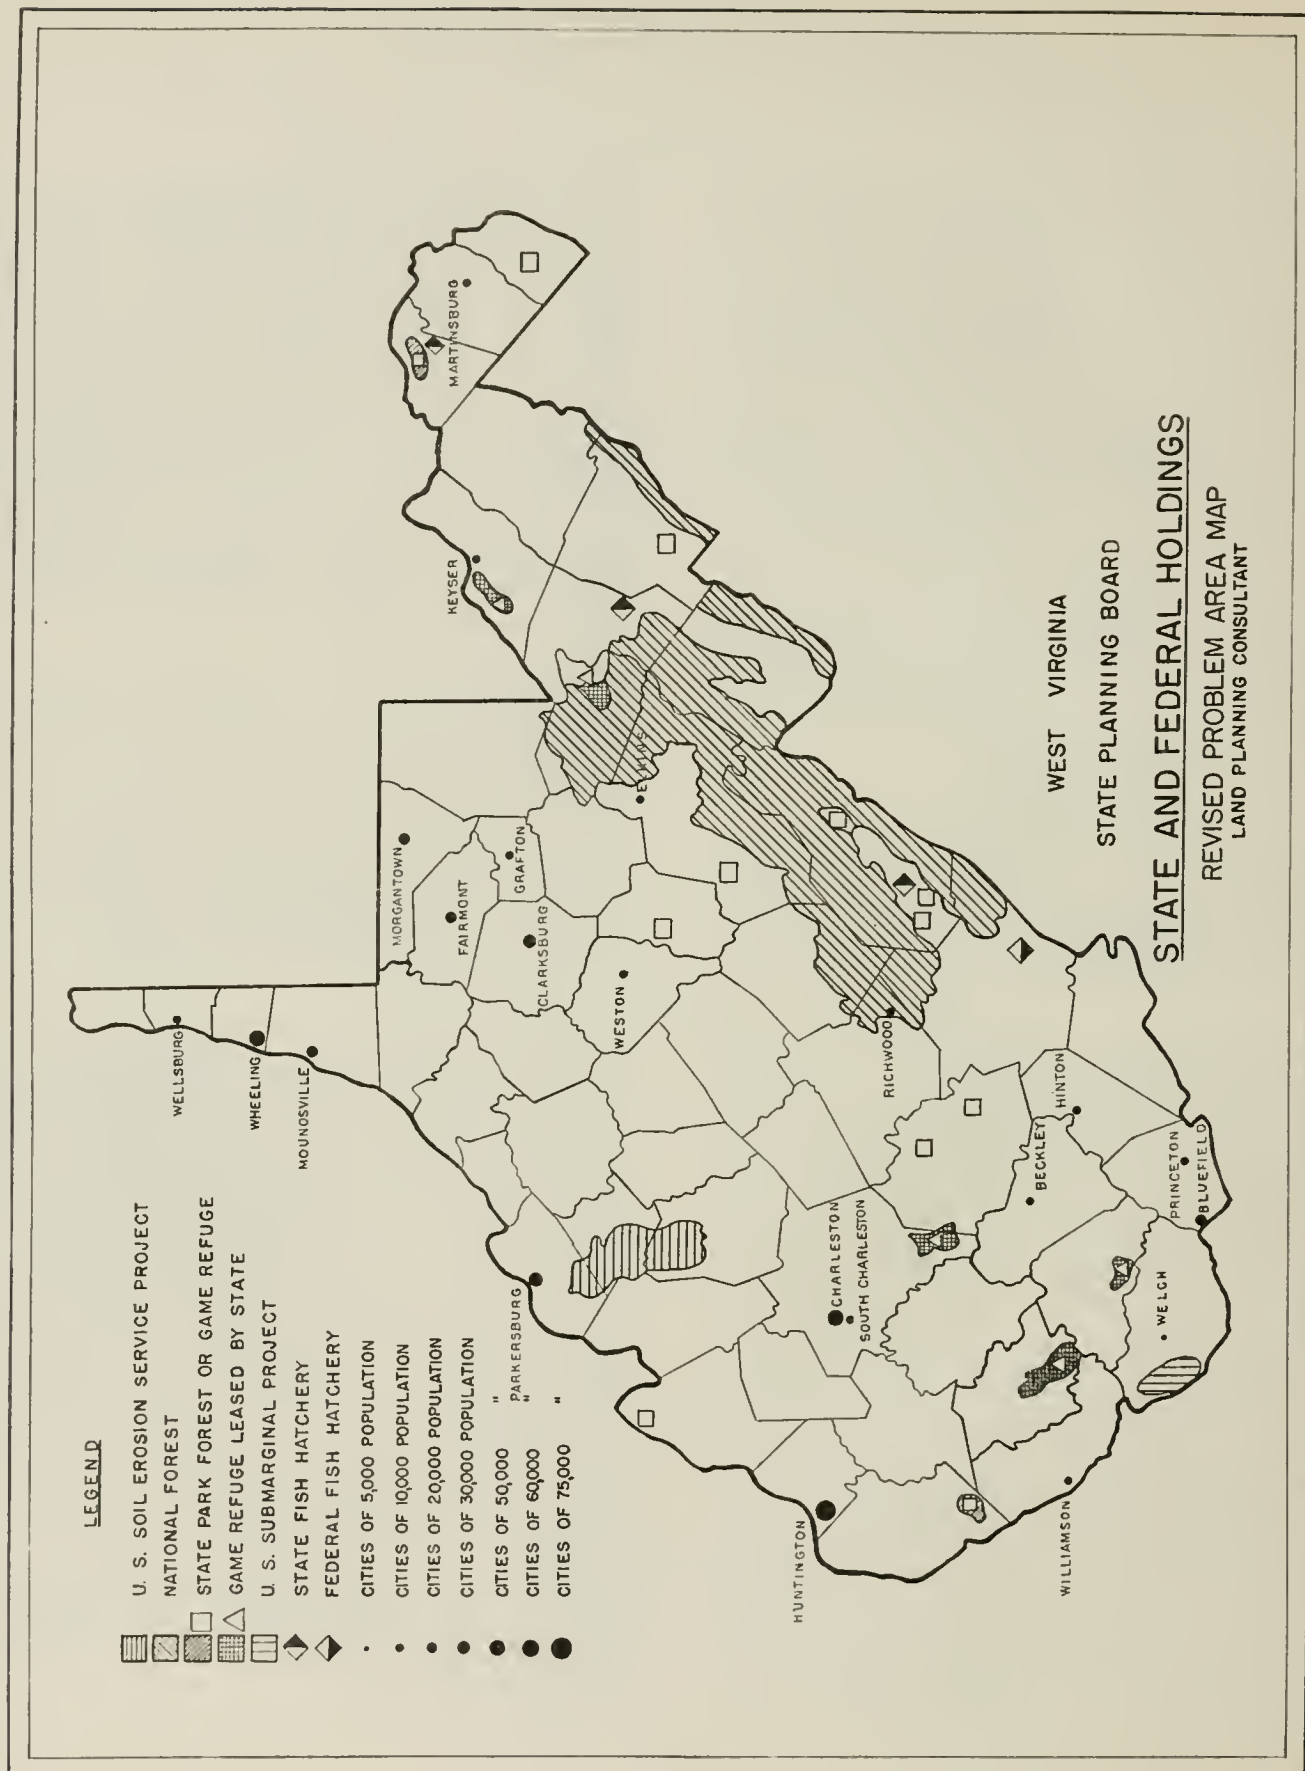 LEGEND
U. S. SOIL EROSION SERVICE PROJECT
NATIONAL FOREST
STATE PARK FOREST OR GAME REFUGE
GAME REFUGE LEASED BY STATE
U. S. SUBMARGINAL PROJECT
STATE FISH HATCHERY
FEDERAL FISH HATCHERY
CITIES OF 5,000 POPULATION
CITIES OF 10,000 POPULATION
CITIES OF 20,000 POPULATION
CITIES OF 30,000 POPULATION
CITIES OF 50,000 "
CITIES OF 60,000 "
CITIES OF 75,000 "
WELLSBURG
WHEELING
MOUNOSVILLE
MORGANTOWN
FAIRMONT
GRAFTON
CLARKSBURG
WESTON
ELKINS
KEYSER
MARTINSBURG
PARKERSBURG
HUNTINGTON
CHARLESTON
SOUTH CHARLESTON
RICHWOOD
HINTON
BECKLEY
PRINCETON
BLUEFIELD
WELCH
WILLIAMSON
WEST VIRGINIA
STATE PLANNING BOARD
STATE AND FEDERAL HOLDINGS
REVISED PROBLEM AREA MAP
LAND PLANNING CONSULTANT